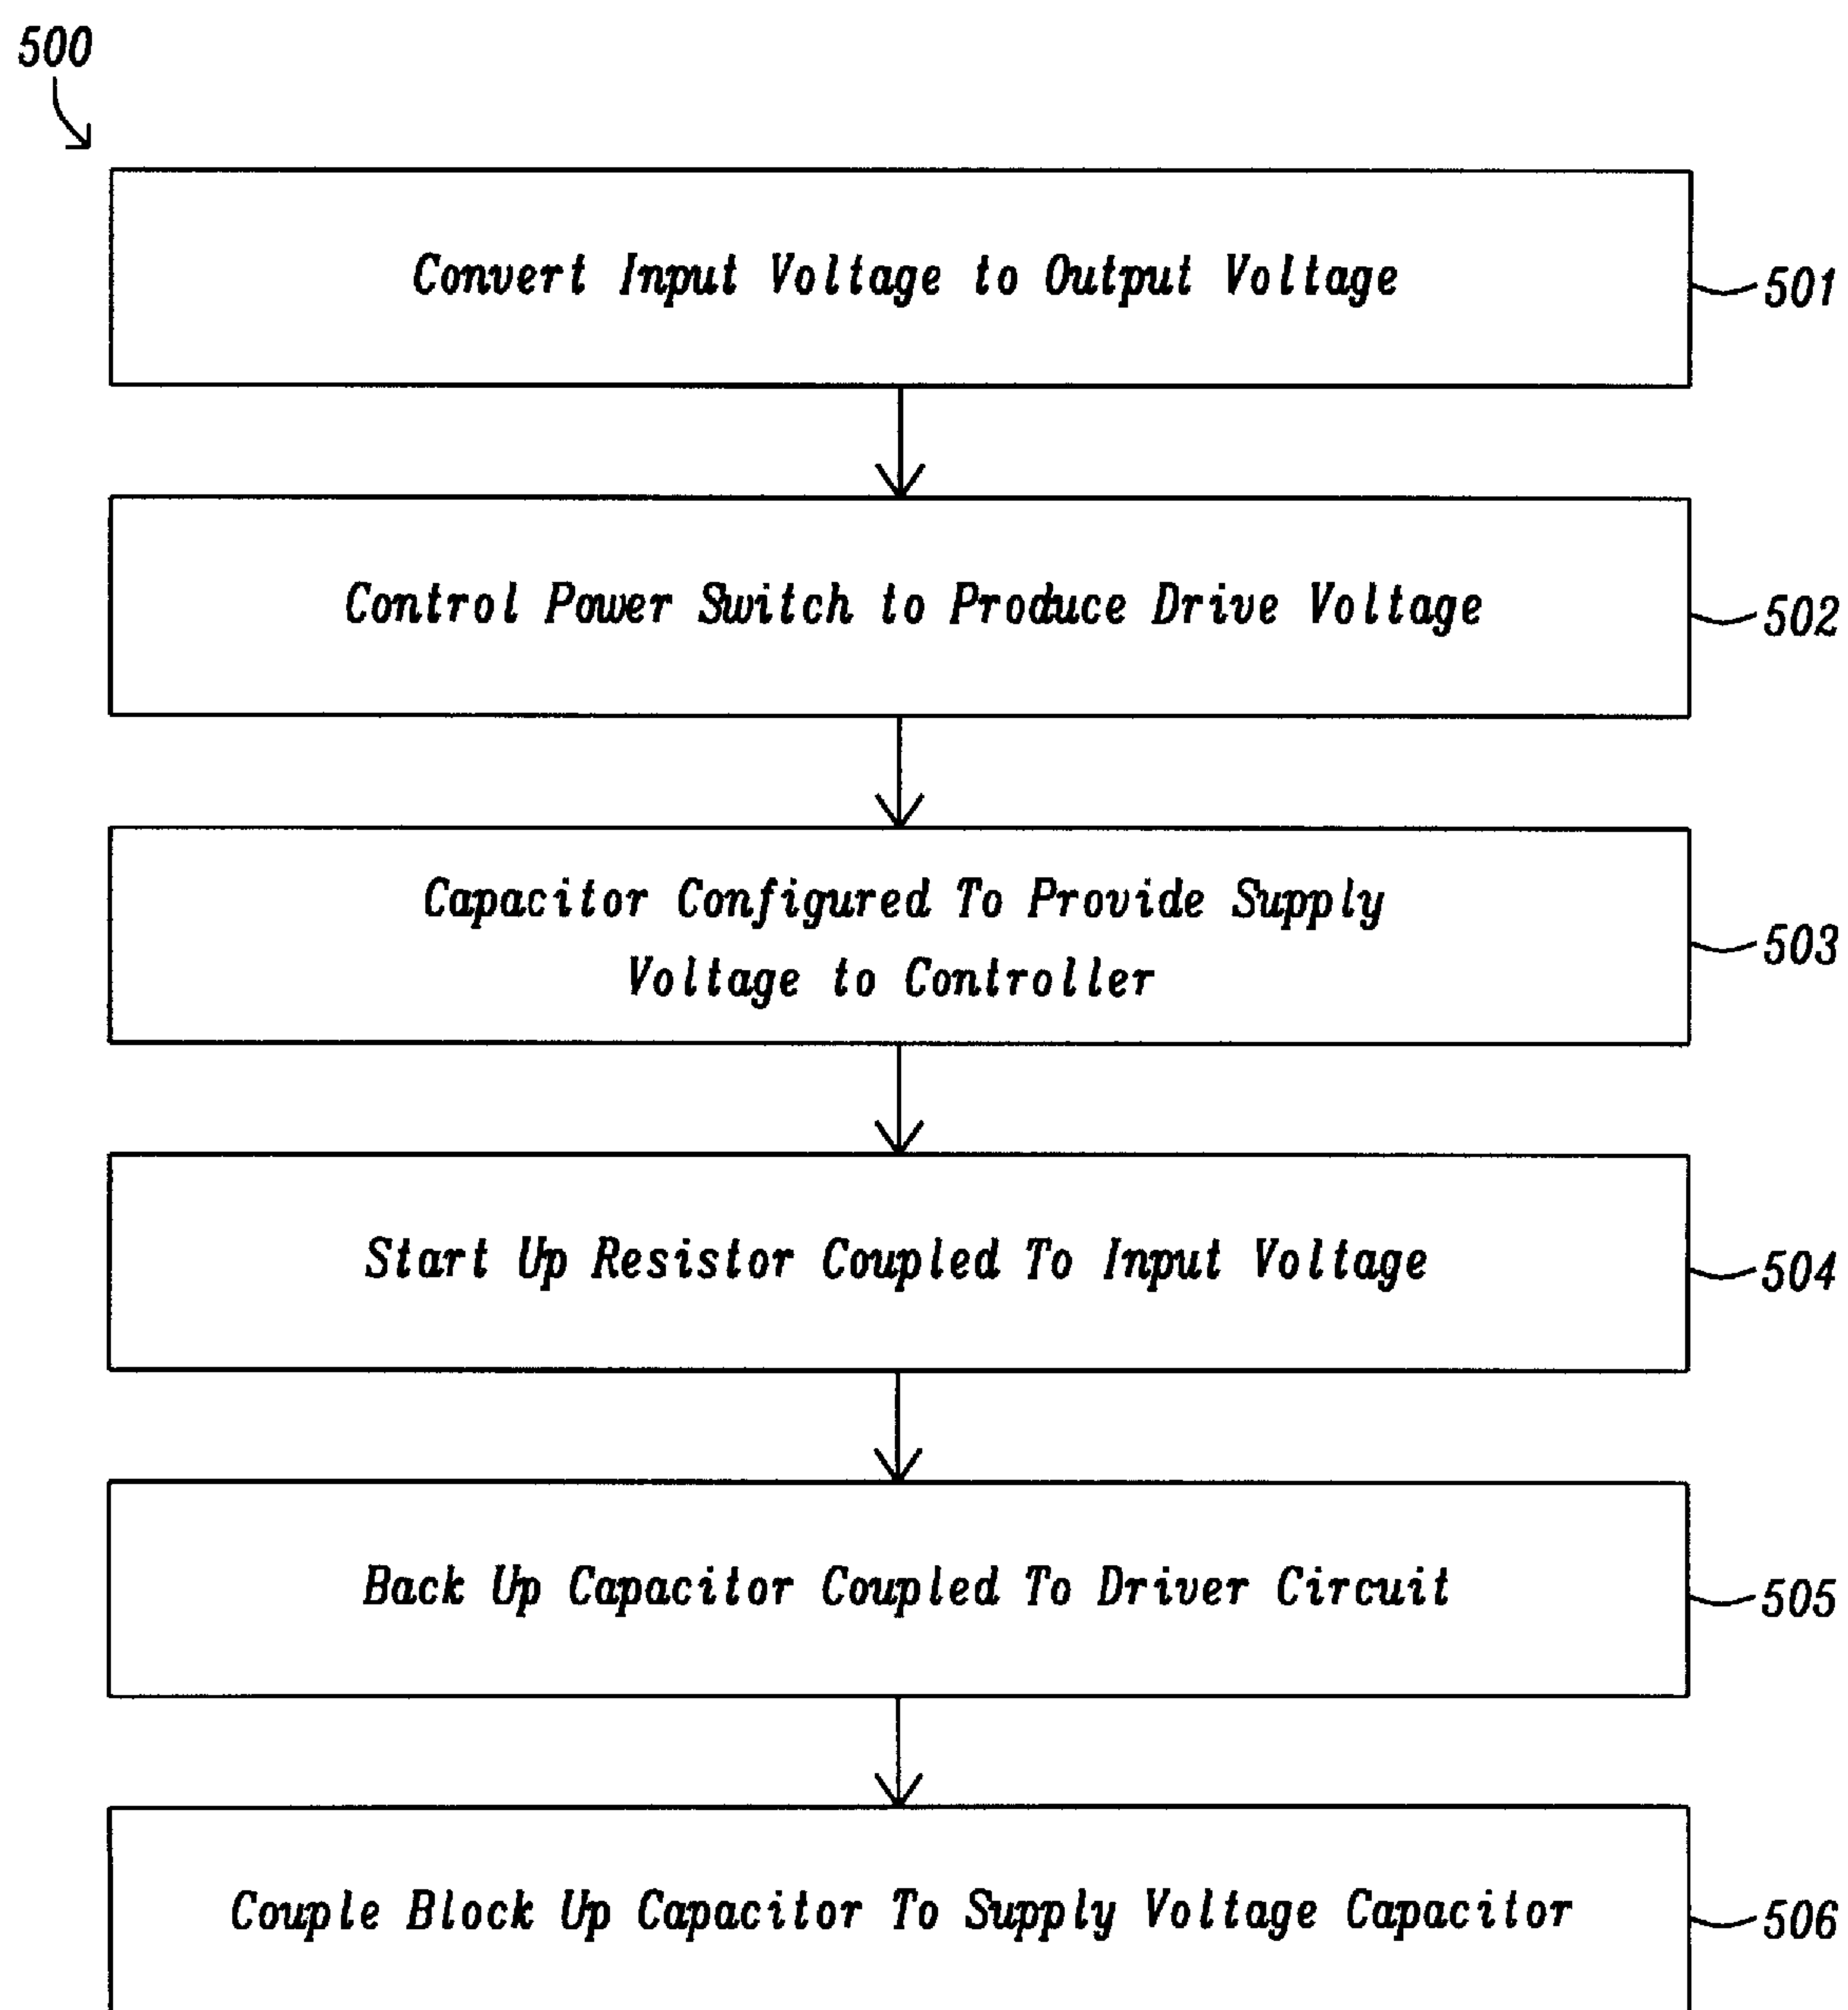 500
Convert Input Voltage to Output Voltage
501
Control Power Switch to Produce Drive Voltage
502
Capacitor Configured To Provide Supply
Voltage to Controller
503
Start Up Resistor Coupled To Input Voltage
504
Back Up Capacitor Coupled To Driver Circuit
505
Couple Block Up Capacitor To Supply Voltage Capacitor
506